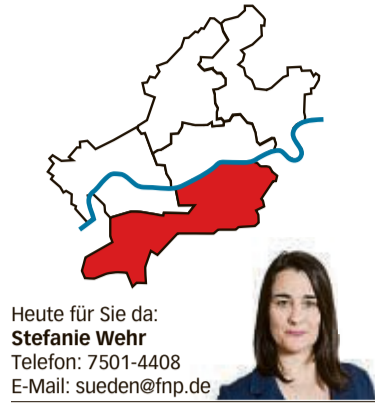 Heute für Sie da:
Stefanie Wehr
Telefon: 7501-4408
E-Mail: sueden@fnp.de